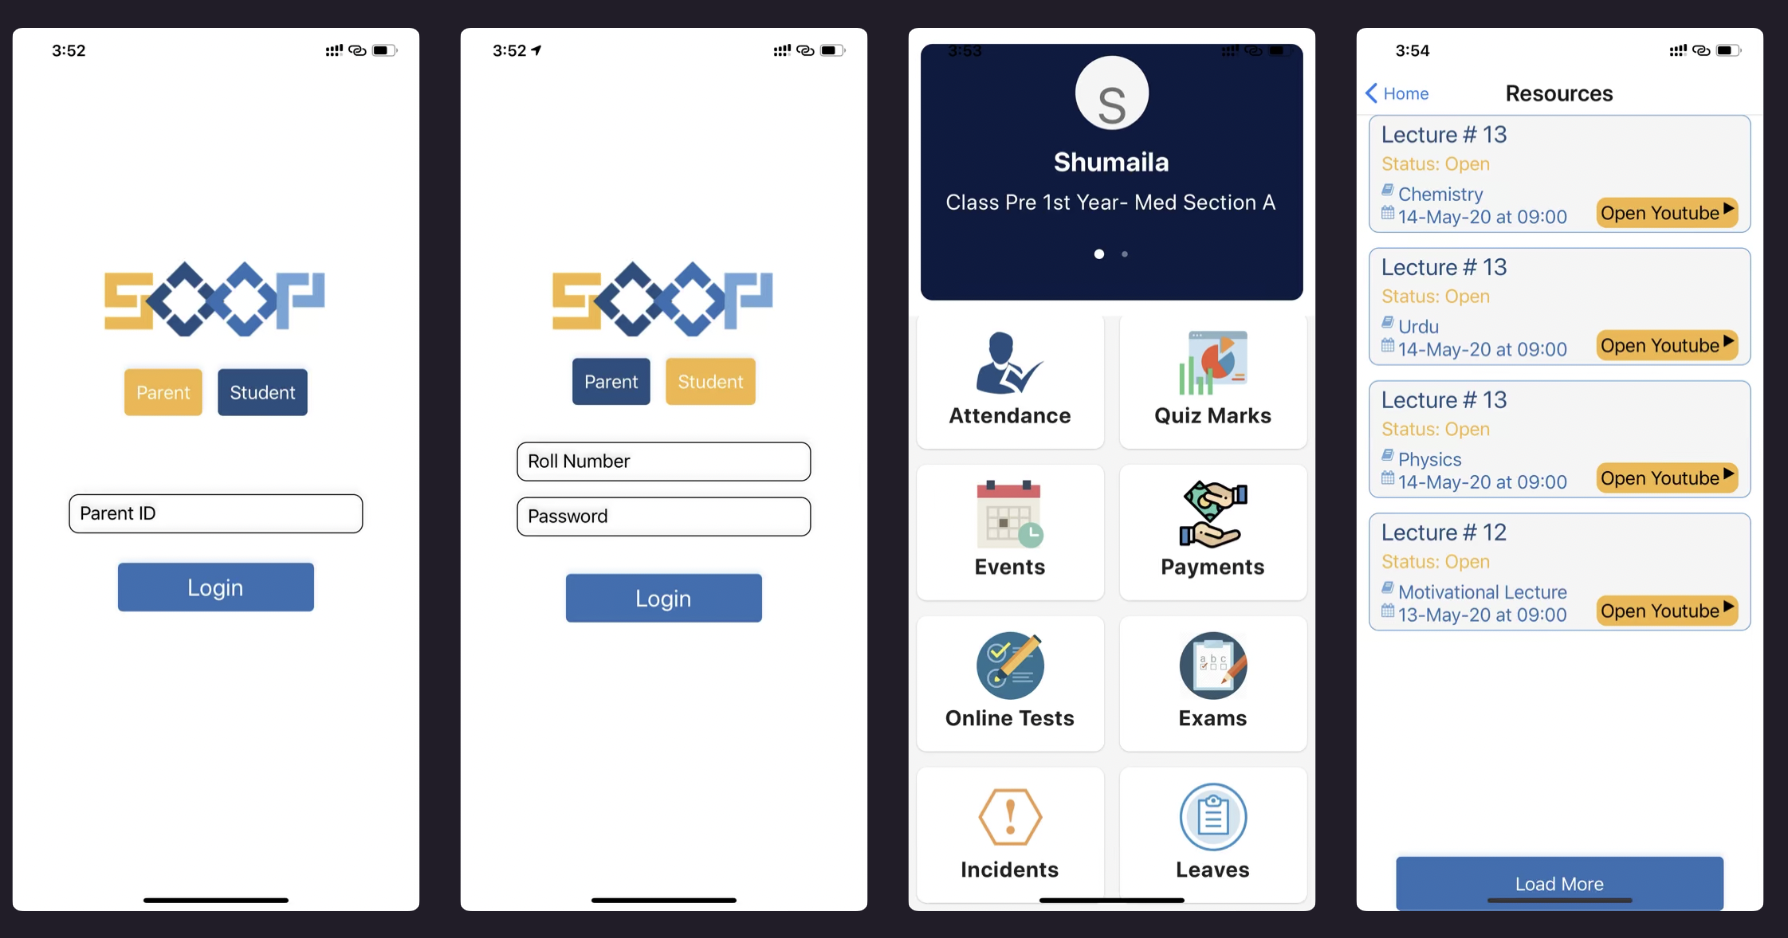 3:52
SOOP
Parent Student
Parent ID
Login
3:52
SOOP
Parent Student
Roll Number
Password
Login
3:53
S
Shumaila
Class Pre 1st Year- Med Section A
Attendance Quiz Marks
Events Payments
a b c
Online Tests Exams
Incidents Leaves
3:54
Home Resources
Lecture # 13
Status: Open
Chemistry
14-May-20 at 09:00 Open Youtube
Lecture # 13
Status: Open
Urdu
14-May-20 at 09:00 Open Youtube
Lecture # 13
Status: Open
Physics
14-May-20 at 09:00 Open Youtube
Lecture # 12
Status: Open
Motivational Lecture
13-May-20 at 09:00 Open Youtube
Load More